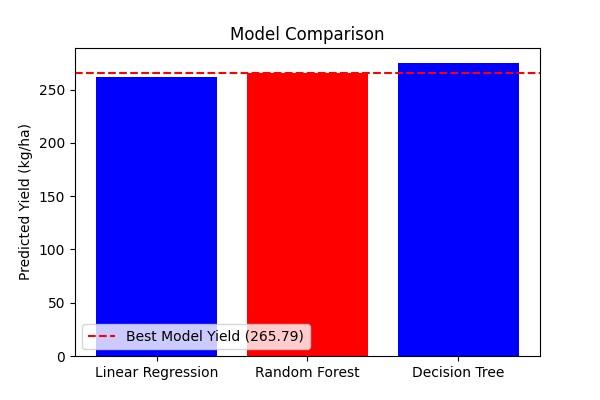 Model Comparison
Predicted Yield (kg/ha)
250
200
150
100
50
0
Best Model Yield (265.79)
Linear Regression
Random Forest
Decision Tree